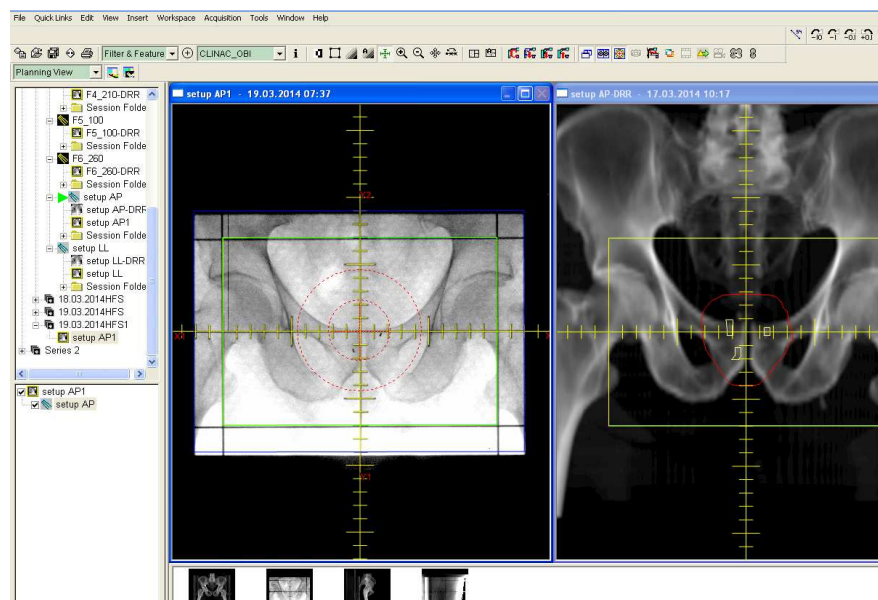 File Quick Links Edit View Insert Workspace Acquisition Tools Window Help
Filter & Feature CLINAC_OBI
Planning View
F4_210-DRR
Session Folde
F5_100
F5_100-DRR
Session Folde
F6_260
F6_260-DRR
Session Folde
setup AP
setup AP-DRR
setup AP1
Session Folde
setup LL
setup LL-DRR
setup LL
Session Folde
18.03.2014HFS
19.03.2014HFS
19.03.2014HFS1
setup AP1
Series 2
setup AP1
setup AP
setup AP1 - 19.03.2014 07:37
X2
X1
setup AP-DRR - 17.03.2014 10:17